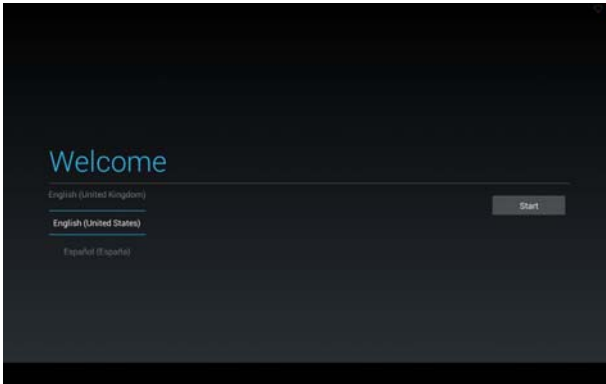 Welcome
English (United Kingdom)
English (United States)
Español (España)
Start